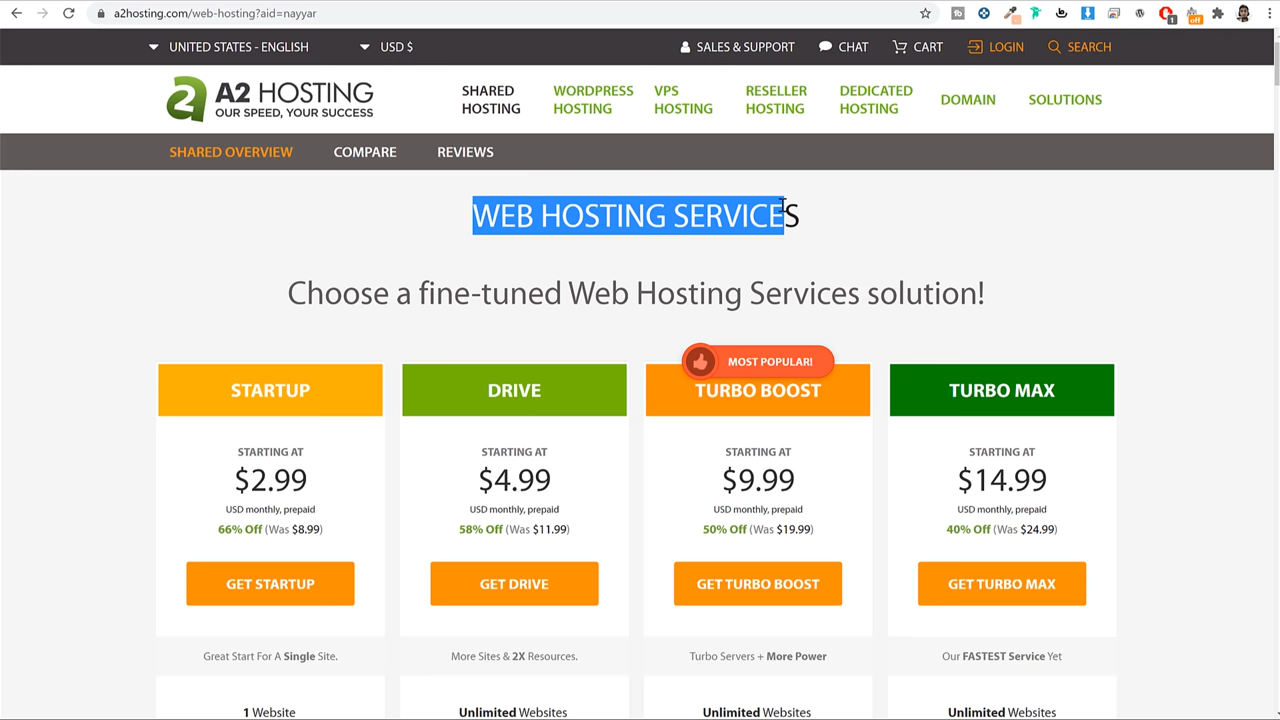 a2hosting.com/web-hosting?aid=nayyar
1
off
UNITED STATES - ENGLISH
USD $
SALES & SUPPORT
CHAT
CART
LOGIN
SEARCH
A2 HOSTING
OUR SPEED, YOUR SUCCESS
SHARED HOSTING
WORDPRESS HOSTING
VPS HOSTING
RESELLER HOSTING
DEDICATED HOSTING
DOMAIN
SOLUTIONS
SHARED OVERVIEW
COMPARE
REVIEWS
WEB HOSTING SERVICES
Choose a fine-tuned Web Hosting Services solution!
STARTUP
STARTING AT
$2.99
USD monthly, prepaid
66% Off (Was $8.99)
GET STARTUP
Great Start For A Single Site.
1 Website
DRIVE
STARTING AT
$4.99
USD monthly, prepaid
58% Off (Was $11.99)
GET DRIVE
More Sites & 2X Resources.
Unlimited Websites
MOST POPULAR!
TURBO BOOST
STARTING AT
$9.99
USD monthly, prepaid
50% Off (Was $19.99)
GET TURBO BOOST
Turbo Servers + More Power
Unlimited Websites
TURBO MAX
STARTING AT
$14.99
USD monthly, prepaid
40% Off (Was $24.99)
GET TURBO MAX
Our FASTEST Service Yet
Unlimited Websites